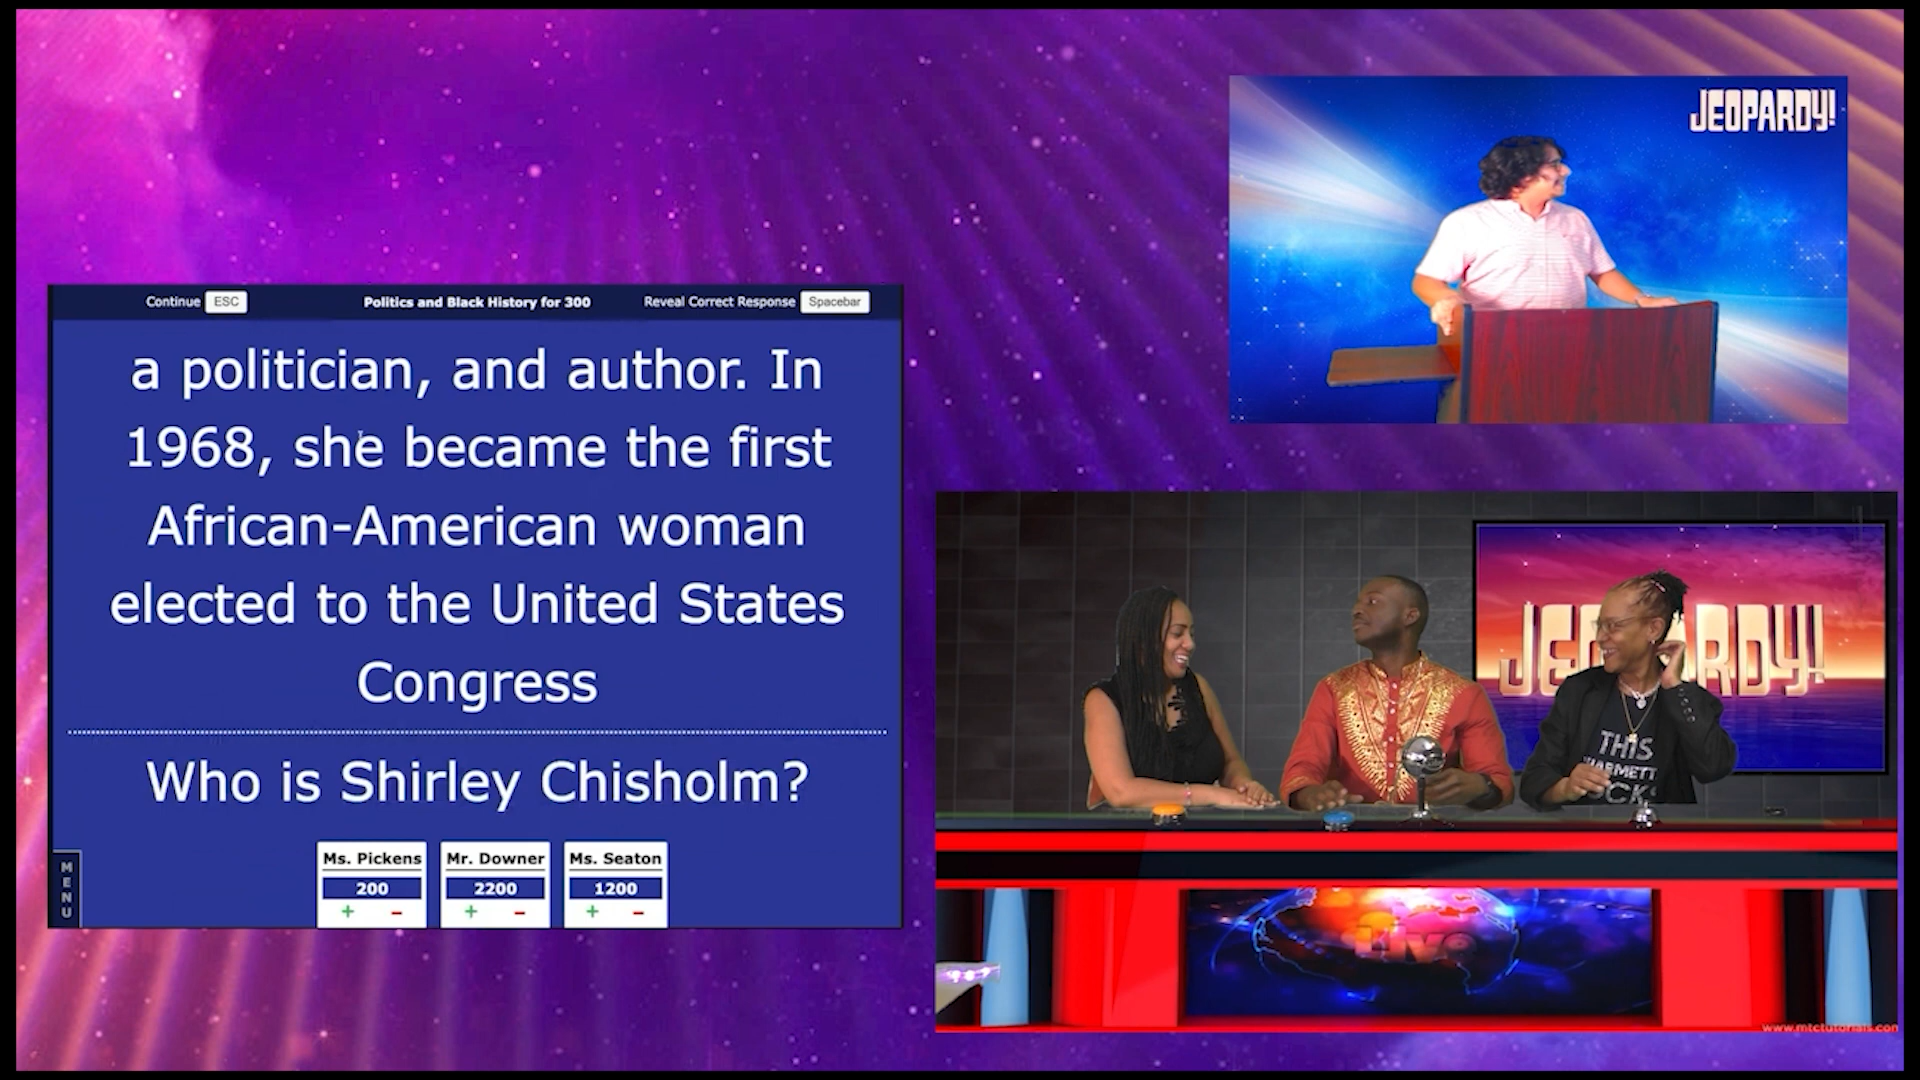 JEOPARDY!
Continue ESC Politics and Black History for 300 Reveal Correct Response Spacebar
a politician, and author. In
1968, she became the first
African-American woman
elected to the United States
Congress
Who is Shirley Chisholm?
Ms. Pickens Mr. Downer Ms. Seaton
200 2200 1200
+ − + − + −
MENU
THIS
Live
www.mtctutorials.com